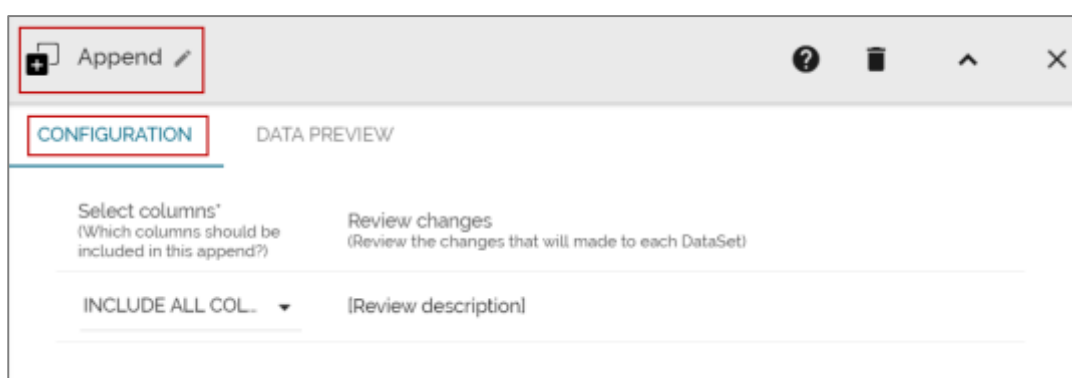 Append
CONFIGURATION DATA PREVIEW
Select columns*
(Which columns should be
included in this append?)
Review changes
(Review the changes that will made to each DataSet)
INCLUDE ALL COL... [Review description]